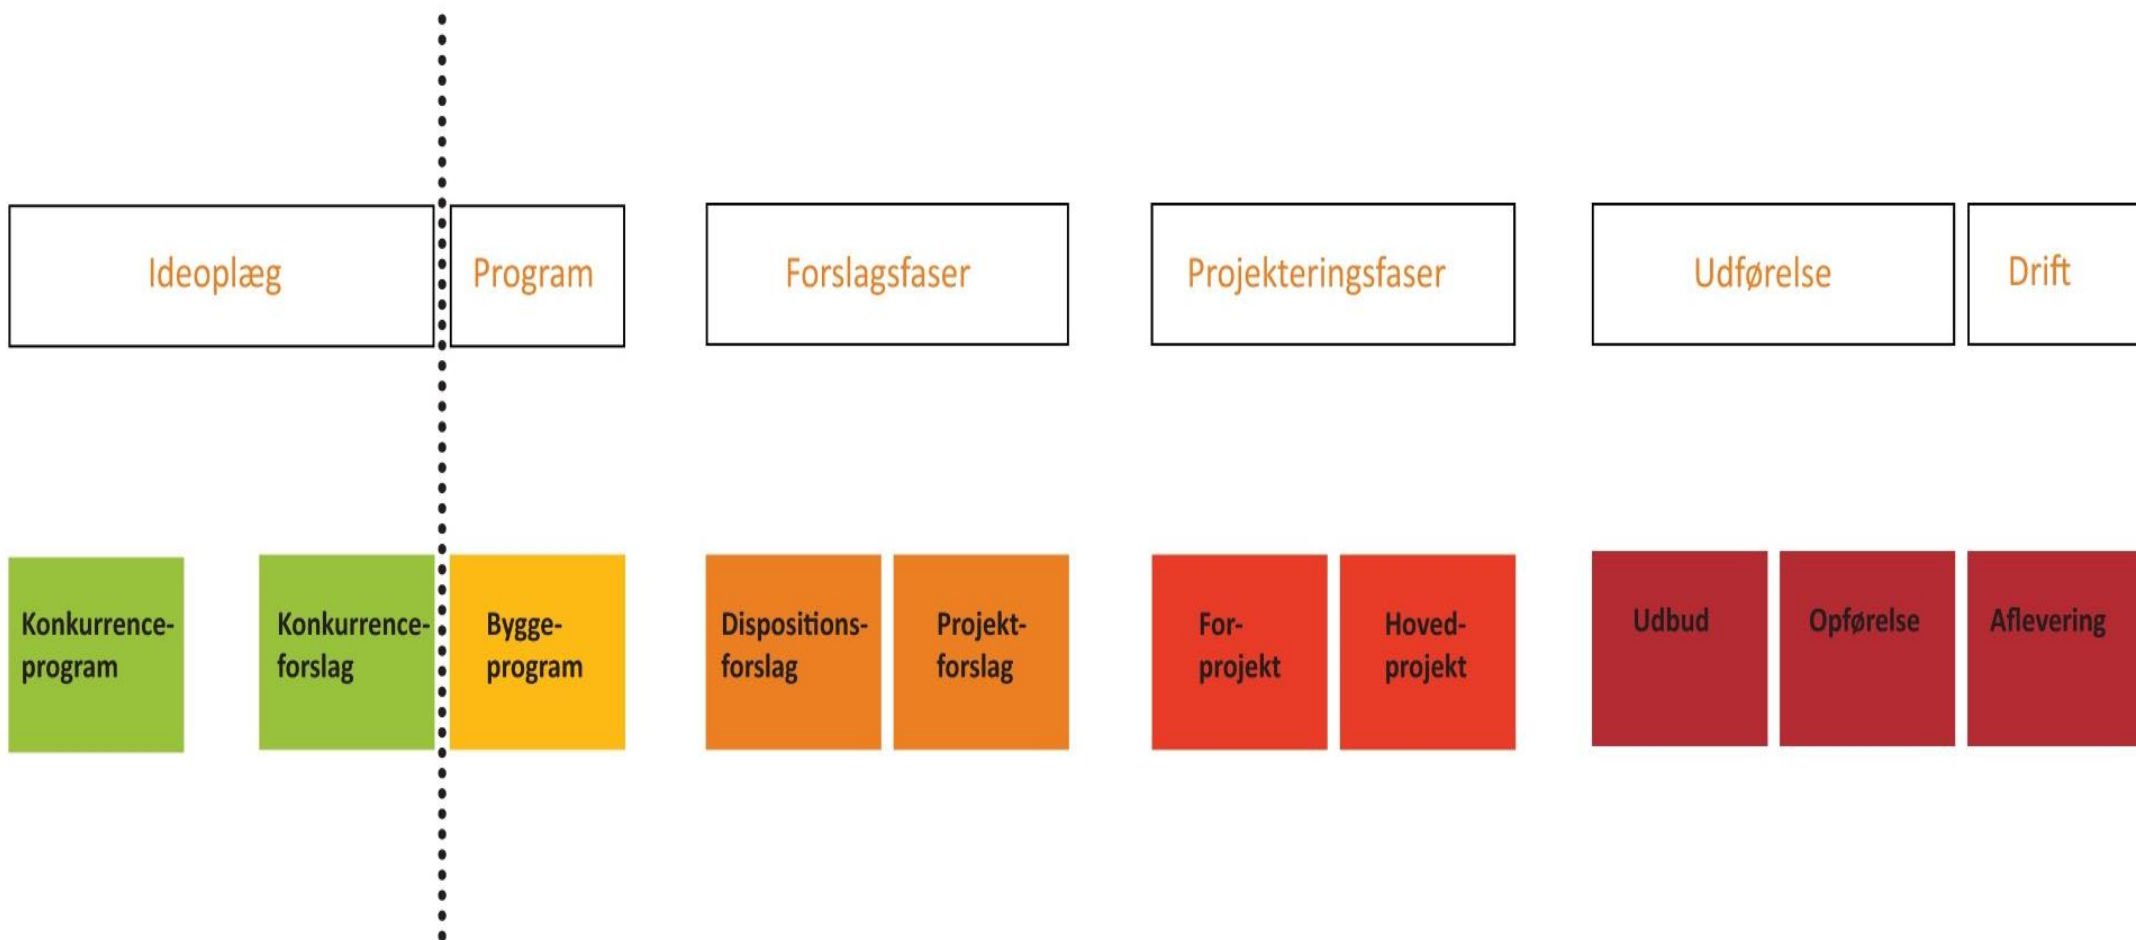 Ideoplæg
Program
Forslagsfaser
Projekteringsfaser
Udførelse
Drift
Konkurrence-
program
Konkurrence-
forslag
Bygge-
program
Dispositions-
forslag
Projekt-
forslag
For-
projekt
Hoved-
projekt
Udbud
Opførelse
Aflevering